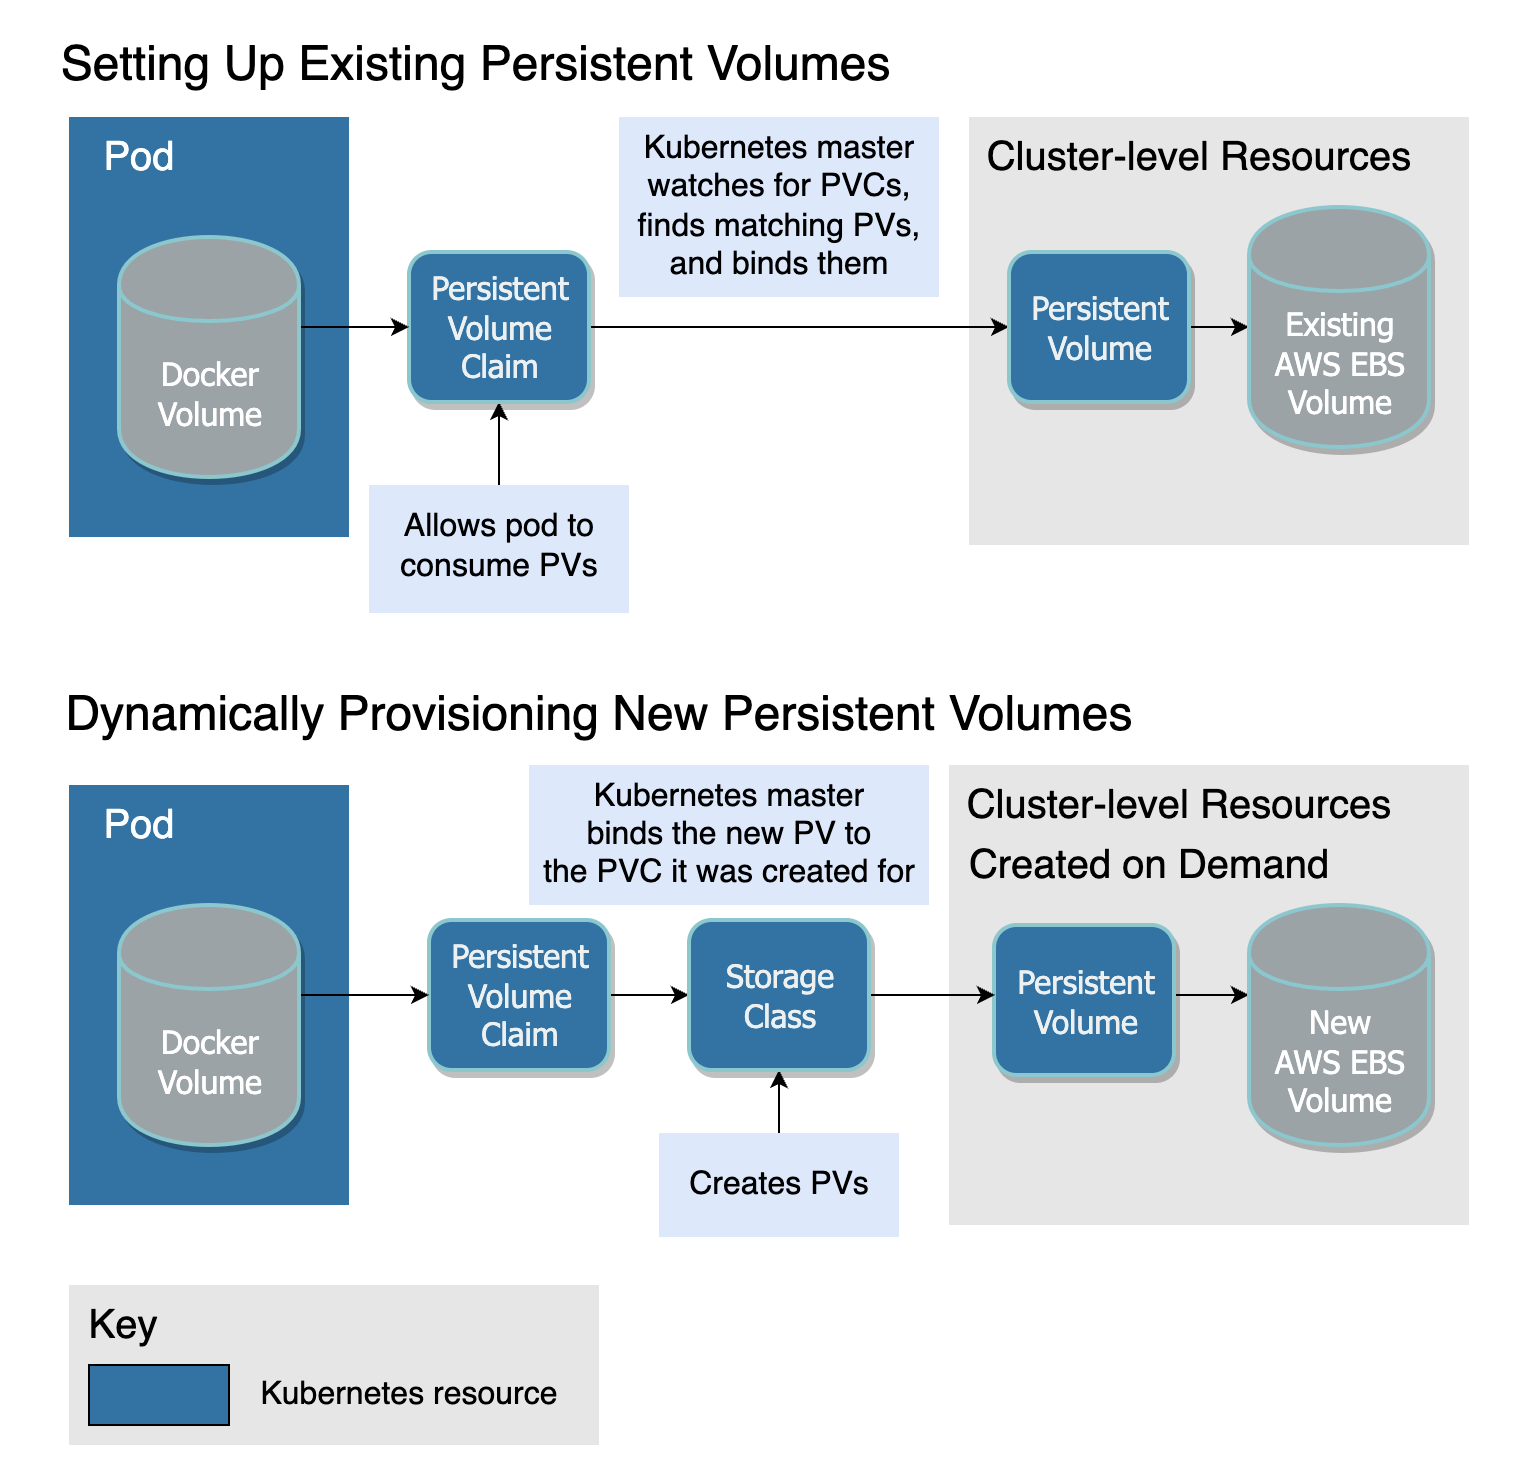 Setting Up Existing Persistent Volumes
Pod
Docker
Volume
Persistent
Volume
Claim
Allows pod to
consume PVs
Kubernetes master
watches for PVCs,
finds matching PVs,
and binds them
Cluster-level Resources
Persistent
Volume
Existing
AWS EBS
Volume
Dynamically Provisioning New Persistent Volumes
Pod
Docker
Volume
Persistent
Volume
Claim
Kubernetes master
binds the new PV to
the PVC it was created for
Storage
Class
Creates PVs
Cluster-level Resources
Created on Demand
Persistent
Volume
New
AWS EBS
Volume
Key
Kubernetes resource